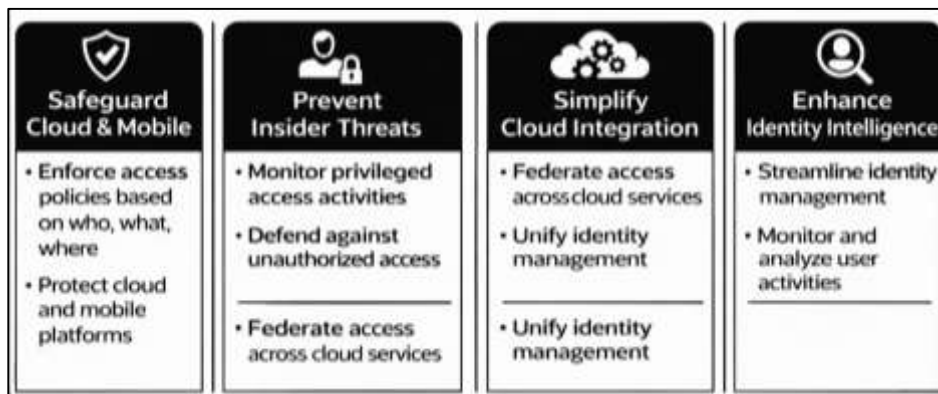 Safeguard
Cloud & Mobile
• Enforce access
policies based
on who, what,
where
• Protect cloud
and mobile
platforms
Prevent
Insider Threats
• Monitor privileged
access activities
• Defend against
unauthorized access
• Federate access
across cloud services
Simplify
Cloud Integration
• Federate access
across cloud services
• Unify identity
management
• Unify identity
management
Enhance
Identity Intelligence
• Streamline identity
management
• Monitor and
analyze user
activities